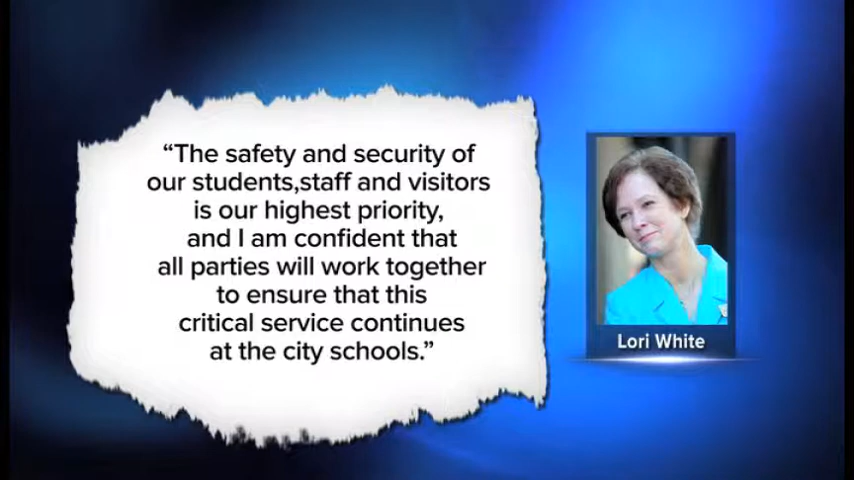 “The safety and security of
our students,staff and visitors
is our highest priority,
and I am confident that
all parties will work together
to ensure that this
critical service continues
at the city schools.”
Lori White